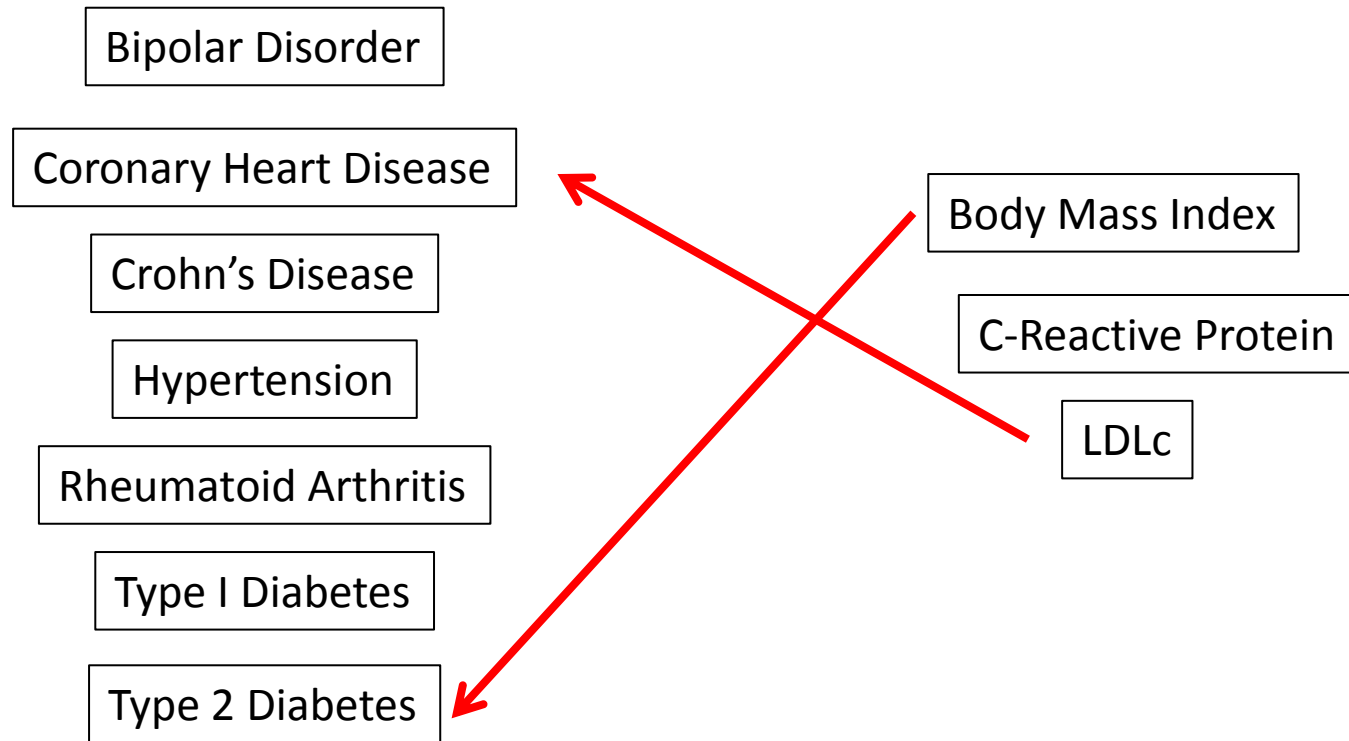 Bipolar Disorder
Coronary Heart Disease
Crohn’s Disease
Hypertension
Rheumatoid Arthritis
Type I Diabetes
Type 2 Diabetes
Body Mass Index
C-Reactive Protein
LDLc